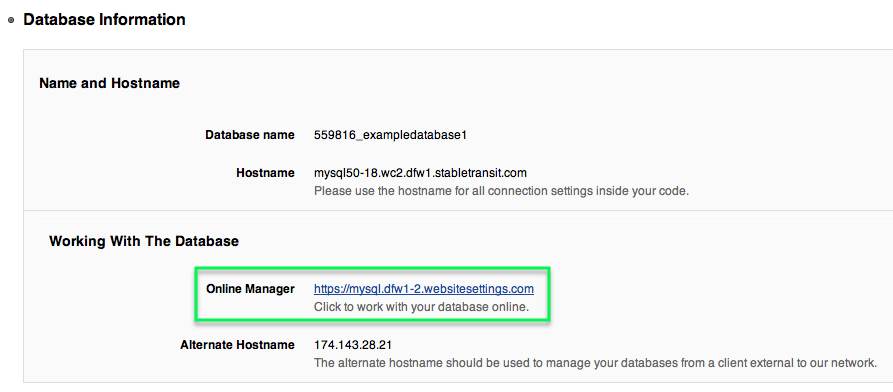 Database Information
Name and Hostname
Database name 559816_exampledatabase1
Hostname mysql50-18.wc2.dfw1.stabletransit.com
Please use the hostname for all connection settings inside your code.
Working With The Database
Online Manager https://mysql.dfw1-2.websitesettings.com
Click to work with your database online.
Alternate Hostname 174.143.28.21
The alternate hostname should be used to manage your databases from a client external to our network.